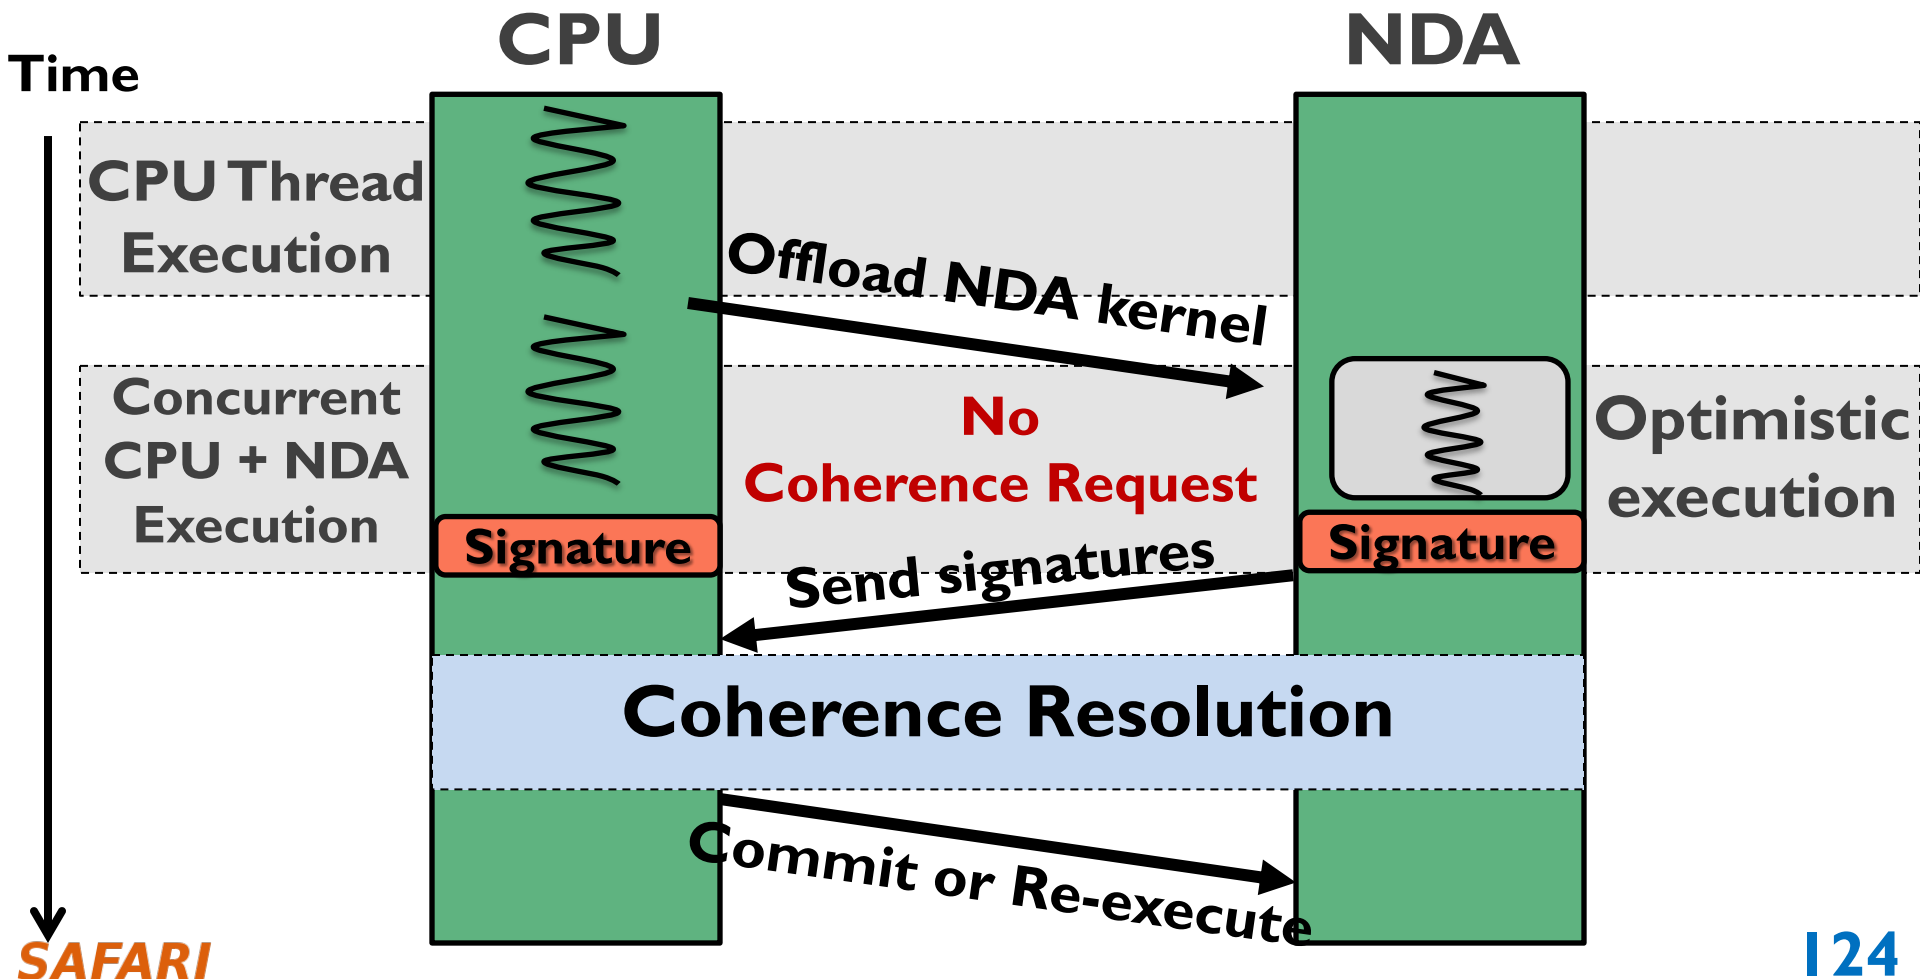 CPU
NDA
Time
CPU Thread
Execution
Offload NDA kernel
Concurrent
CPU + NDA
Execution
No
Coherence Request
Optimistic
execution
Signature
Signature
Send signatures
Coherence Resolution
Commit or Re-execute
SAFARI
124